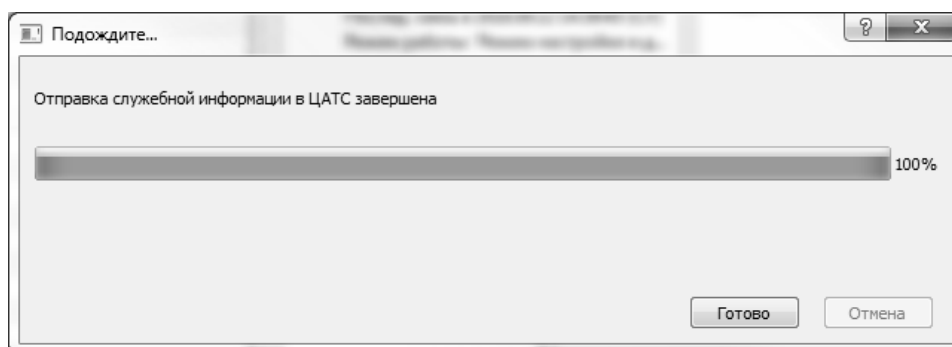 Подождите...
Отправка служебной информации в ЦАТС завершена
100%
Готово
Отмена